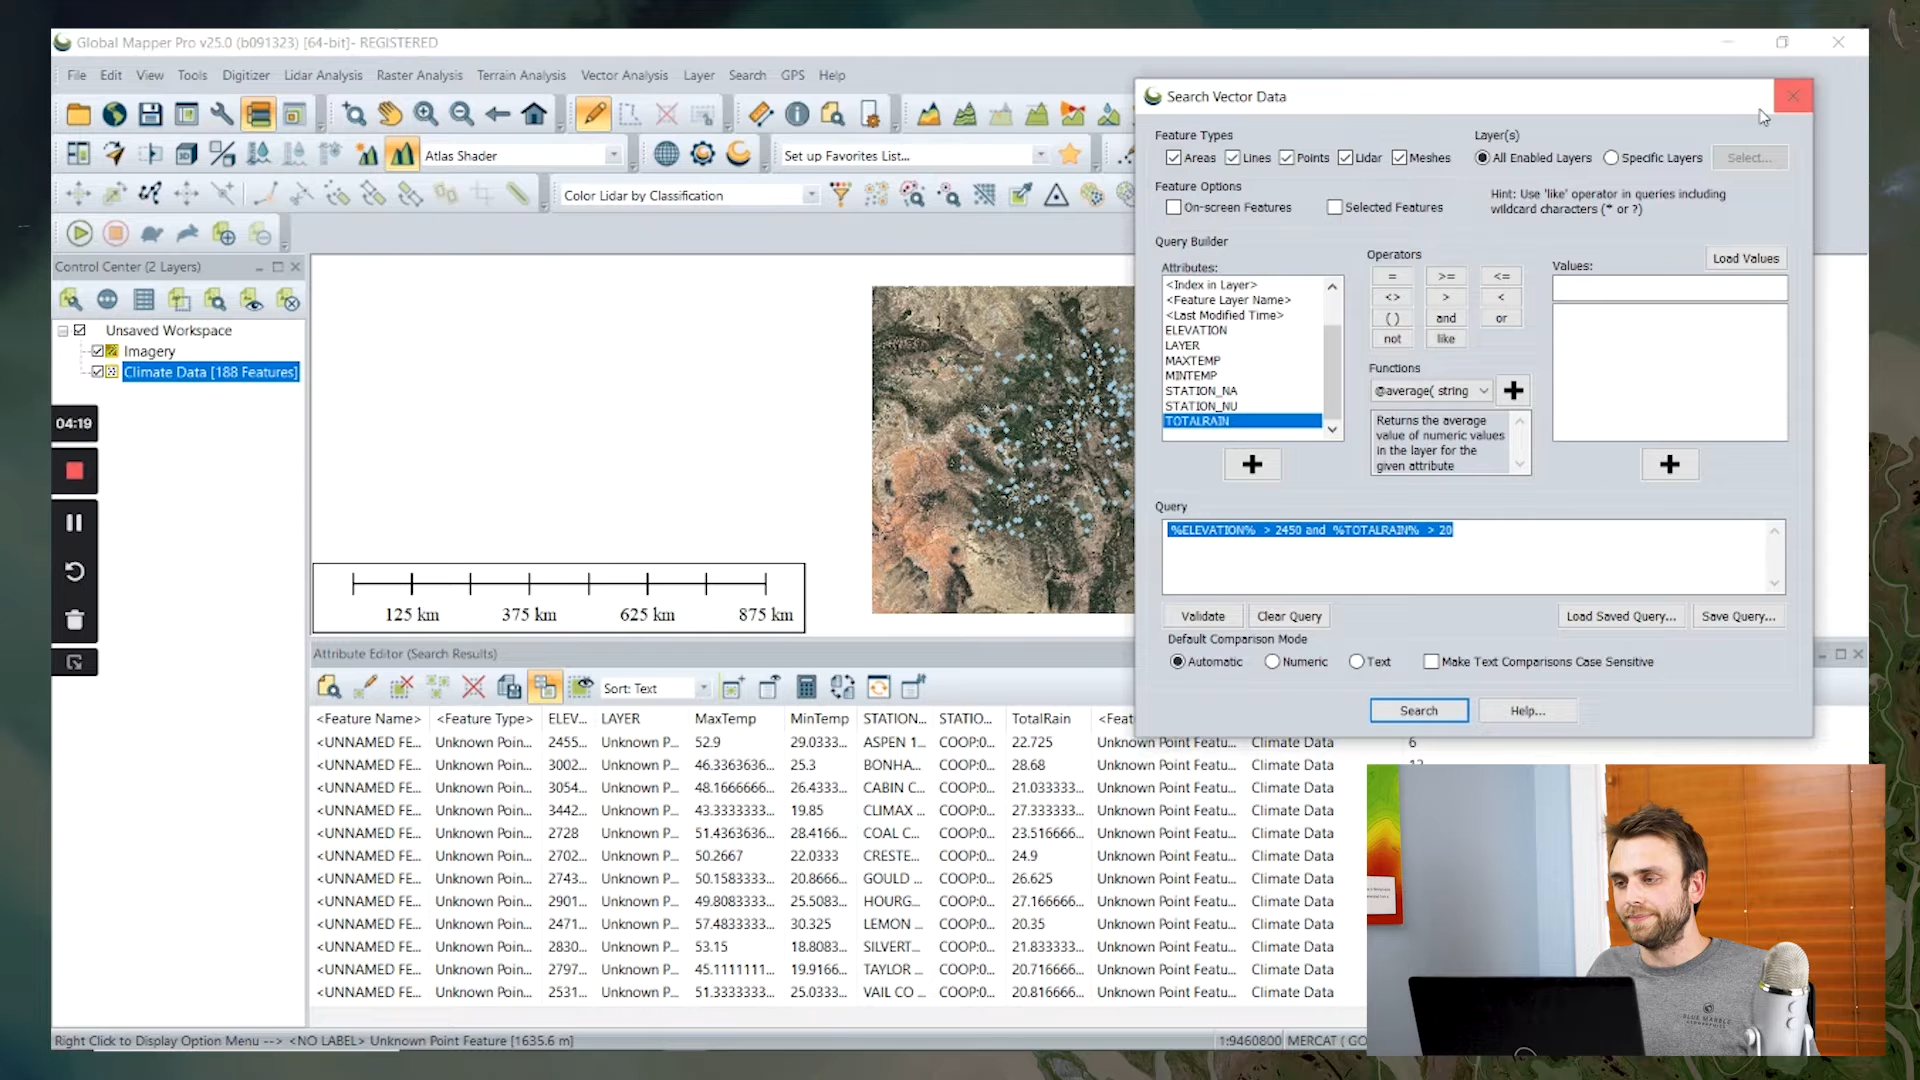 Global Mapper Pro v25.0 (b091323) [64-bit]- REGISTERED
File Edit View Tools Digitizer Lidar Analysis Raster Analysis Terrain Analysis Vector Analysis Layer Search GPS Help
Atlas Shader
Set up Favorites List...
Color Lidar by Classification
Control Center (2 Layers)
Unsaved Workspace
Imagery
Climate Data [188 Features]
04:19
125 km 375 km 625 km 875 km
Search Vector Data
Feature Types
Areas Lines Points Lidar Meshes
Layer(s)
All Enabled Layers Specific Layers Select...
Feature Options
On-screen Features Selected Features
Hint: Use 'like' operator in queries including
wildcard characters (* or ?)
Query Builder
Attributes:
<Index in Layer>
<Feature Layer Name>
<Last Modified Time>
ELEVATION
LAYER
MAXTEMP
MINTEMP
STATION_NA
STATION_NU
TOTALRAIN
Operators
= >= <=
<> > <
( ) and or
not like
Functions
@average( string
Returns the average
value of numeric values
in the layer for the
given attribute
Values:
Load Values
Query
%ELEVATION% > 2450 and %TOTALRAIN% > 20
Validate Clear Query Load Saved Query... Save Query...
Default Comparison Mode
Automatic Numeric Text Make Text Comparisons Case Sensitive
Search Help...
Attribute Editor (Search Results)
Sort: Text
<Feature Name> <Feature Type> ELEV... LAYER MaxTemp MinTemp STATION... STATIO... TotalRain <Feat
<UNNAMED FE... Unknown Poin... 2455... Unknown P... 52.9 29.0333... ASPEN 1... COOP:0... 22.725 Unknown Point Featu... Climate Data 6
<UNNAMED FE... Unknown Poin... 3002... Unknown P... 46.3363636... 25.3 BONHA... COOP:0... 28.68 Unknown Point Featu... Climate Data
<UNNAMED FE... Unknown Poin... 3054... Unknown P... 48.1666666... 26.4333... CABIN C... COOP:0... 21.033333... Unknown Point Featu... Climate Data
<UNNAMED FE... Unknown Poin... 3442... Unknown P... 43.3333333... 19.85 CLIMAX ... COOP:0... 27.333333... Unknown Point Featu... Climate Data
<UNNAMED FE... Unknown Poin... 2728 Unknown P... 51.4363636... 28.4166... COAL C... COOP:0... 23.516666... Unknown Point Featu... Climate Data
<UNNAMED FE... Unknown Poin... 2702... Unknown P... 50.2667 22.0333 CRESTE... COOP:0... 24.9 Unknown Point Featu... Climate Data
<UNNAMED FE... Unknown Poin... 2743... Unknown P... 50.1583333... 20.8666... GOULD ... COOP:0... 26.625 Unknown Point Featu... Climate Data
<UNNAMED FE... Unknown Poin... 2901... Unknown P... 49.8083333... 25.5083... HOURG... COOP:0... 27.166666... Unknown Point Featu... Climate Data
<UNNAMED FE... Unknown Poin... 2471... Unknown P... 57.4833333... 30.325 LEMON ... COOP:0... 20.35 Unknown Point Featu... Climate Data
<UNNAMED FE... Unknown Poin... 2830... Unknown P... 53.15 18.8083... SILVERT... COOP:0... 21.833333... Unknown Point Featu... Climate Data
<UNNAMED FE... Unknown Poin... 2797... Unknown P... 45.1111111... 19.9166... TAYLOR ... COOP:0... 20.716666... Unknown Point Featu... Climate Data
<UNNAMED FE... Unknown Poin... 2531... Unknown P... 51.3333333... 25.0333... VAIL CO ... COOP:0... 20.816666... Unknown Point Featu... Climate Data
Right Click to Display Option Menu --> <NO LABEL> Unknown Point Feature [1635.6 m]
1:9460800 MERCAT ( GO
BLUE MARBLE
GEOGRAPHICS